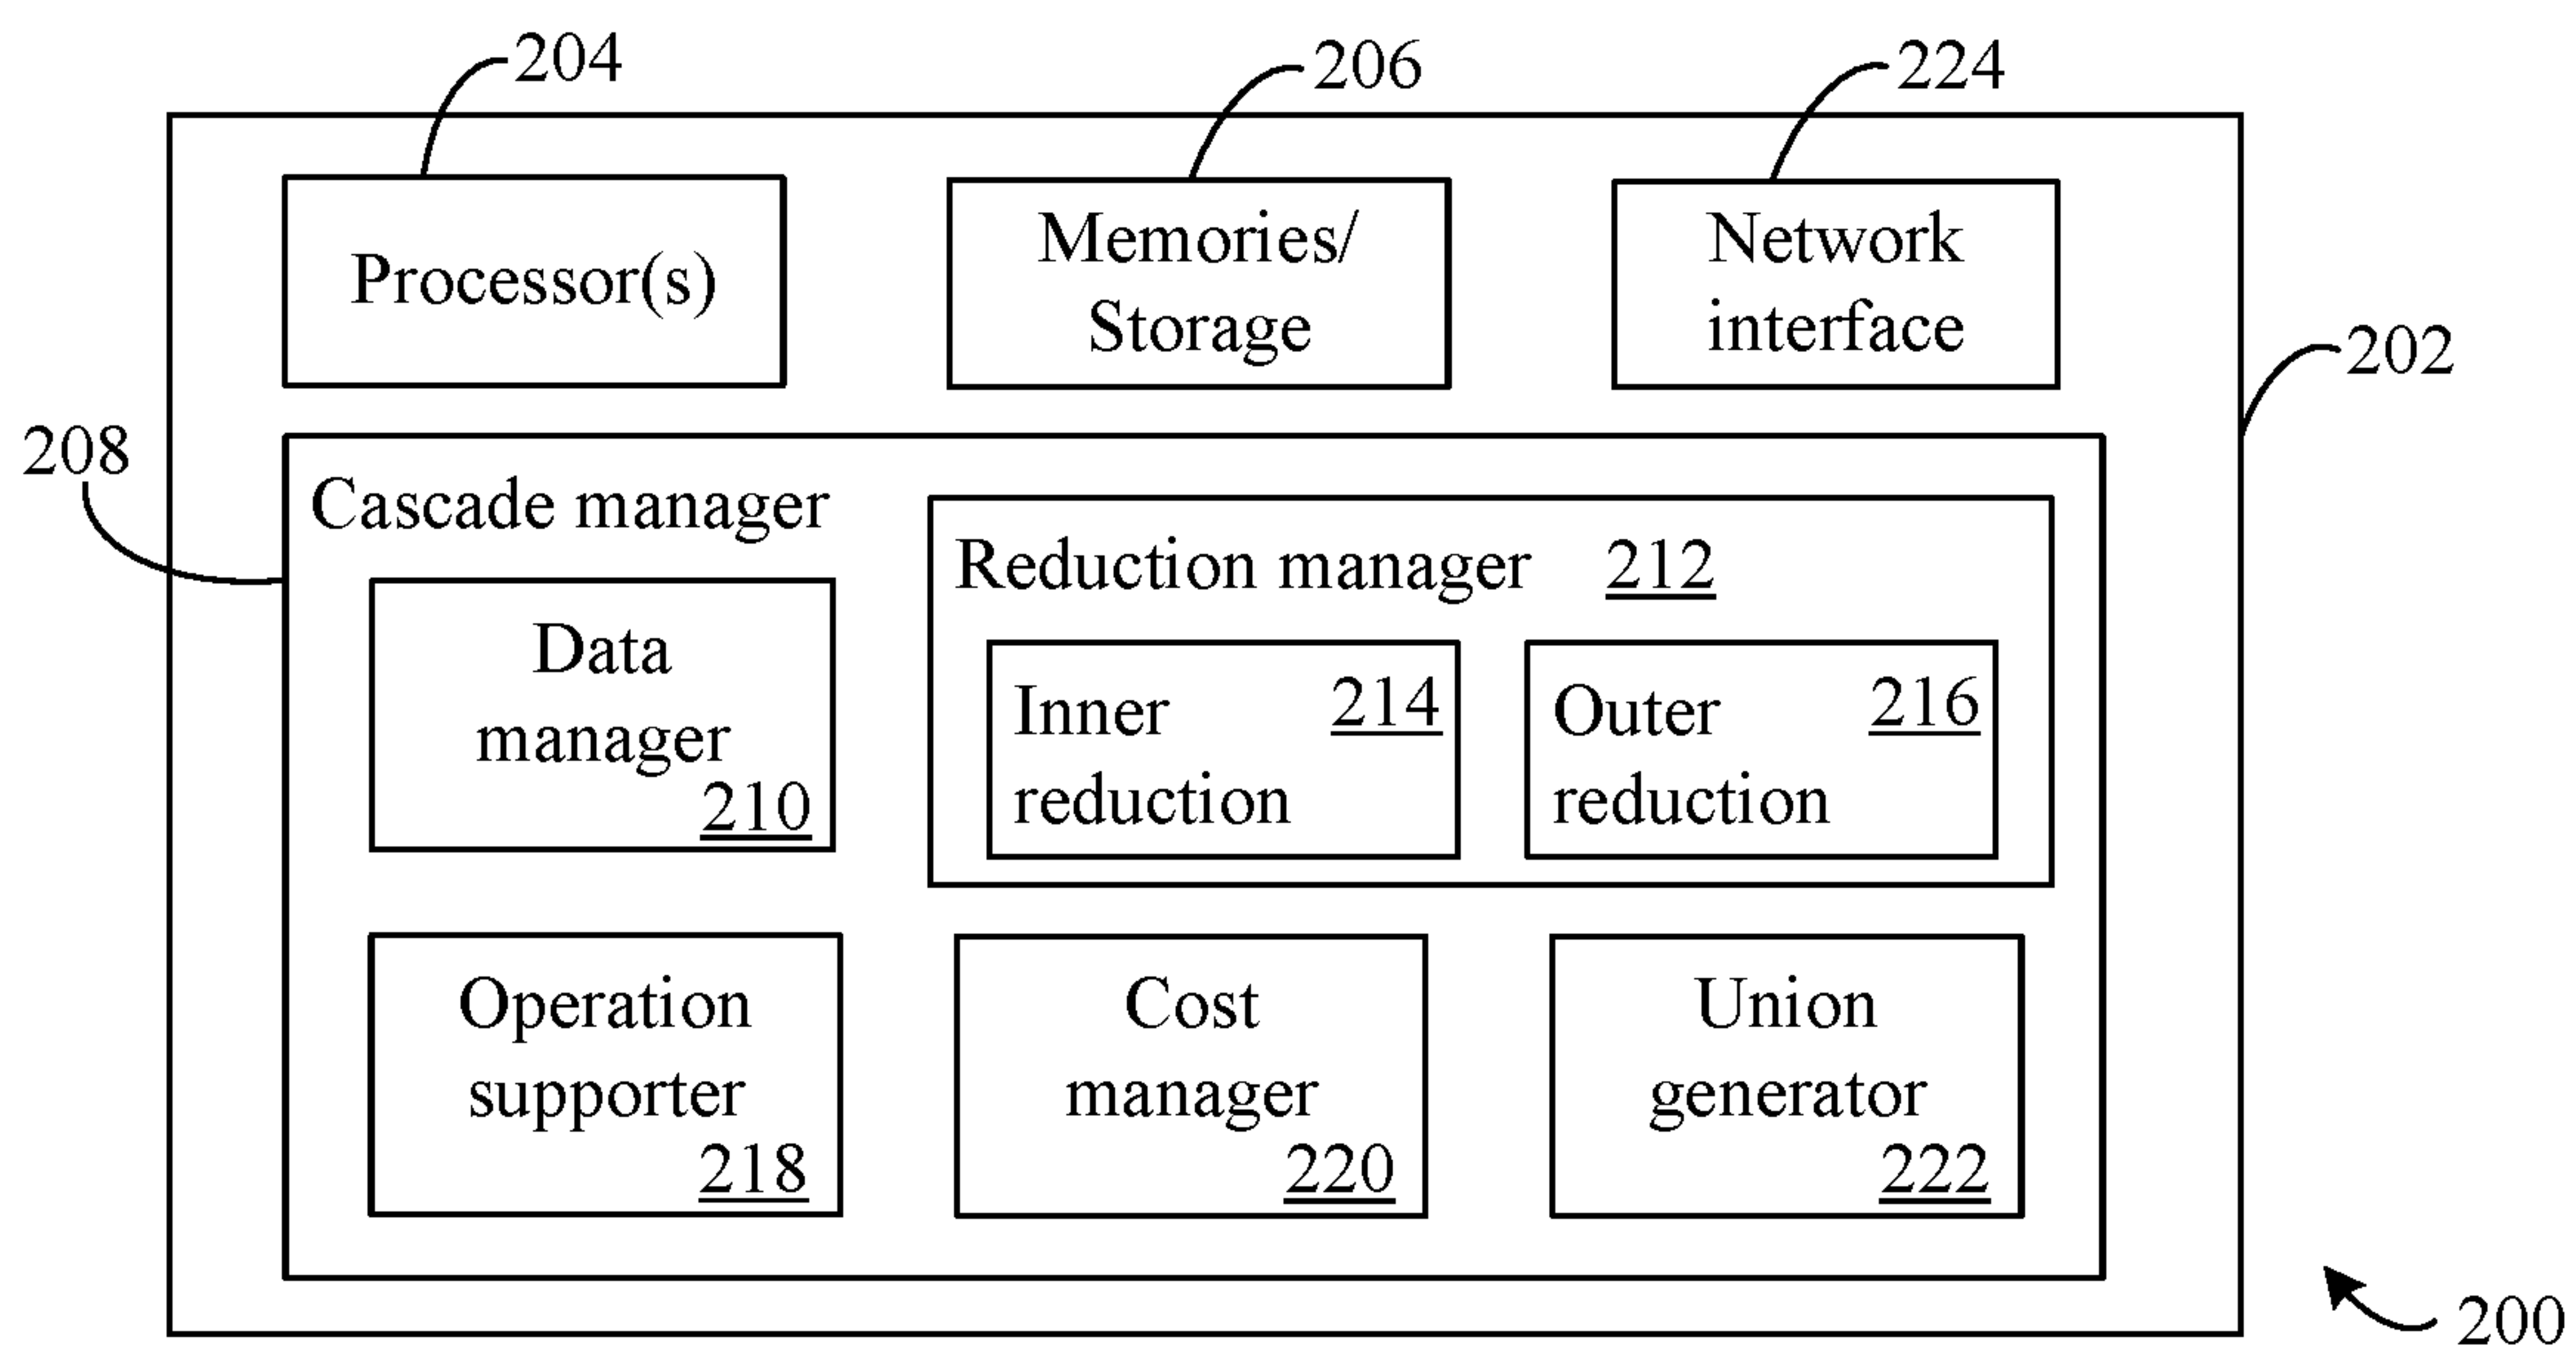 204
206
224
Processor(s)
Memories/
Storage
Network
interface
202
208
Cascade manager
Data
manager
210
Reduction manager 212
Inner 214
reduction
Outer 216
reduction
Operation
supporter
218
Cost
manager
220
Union
generator
222
200